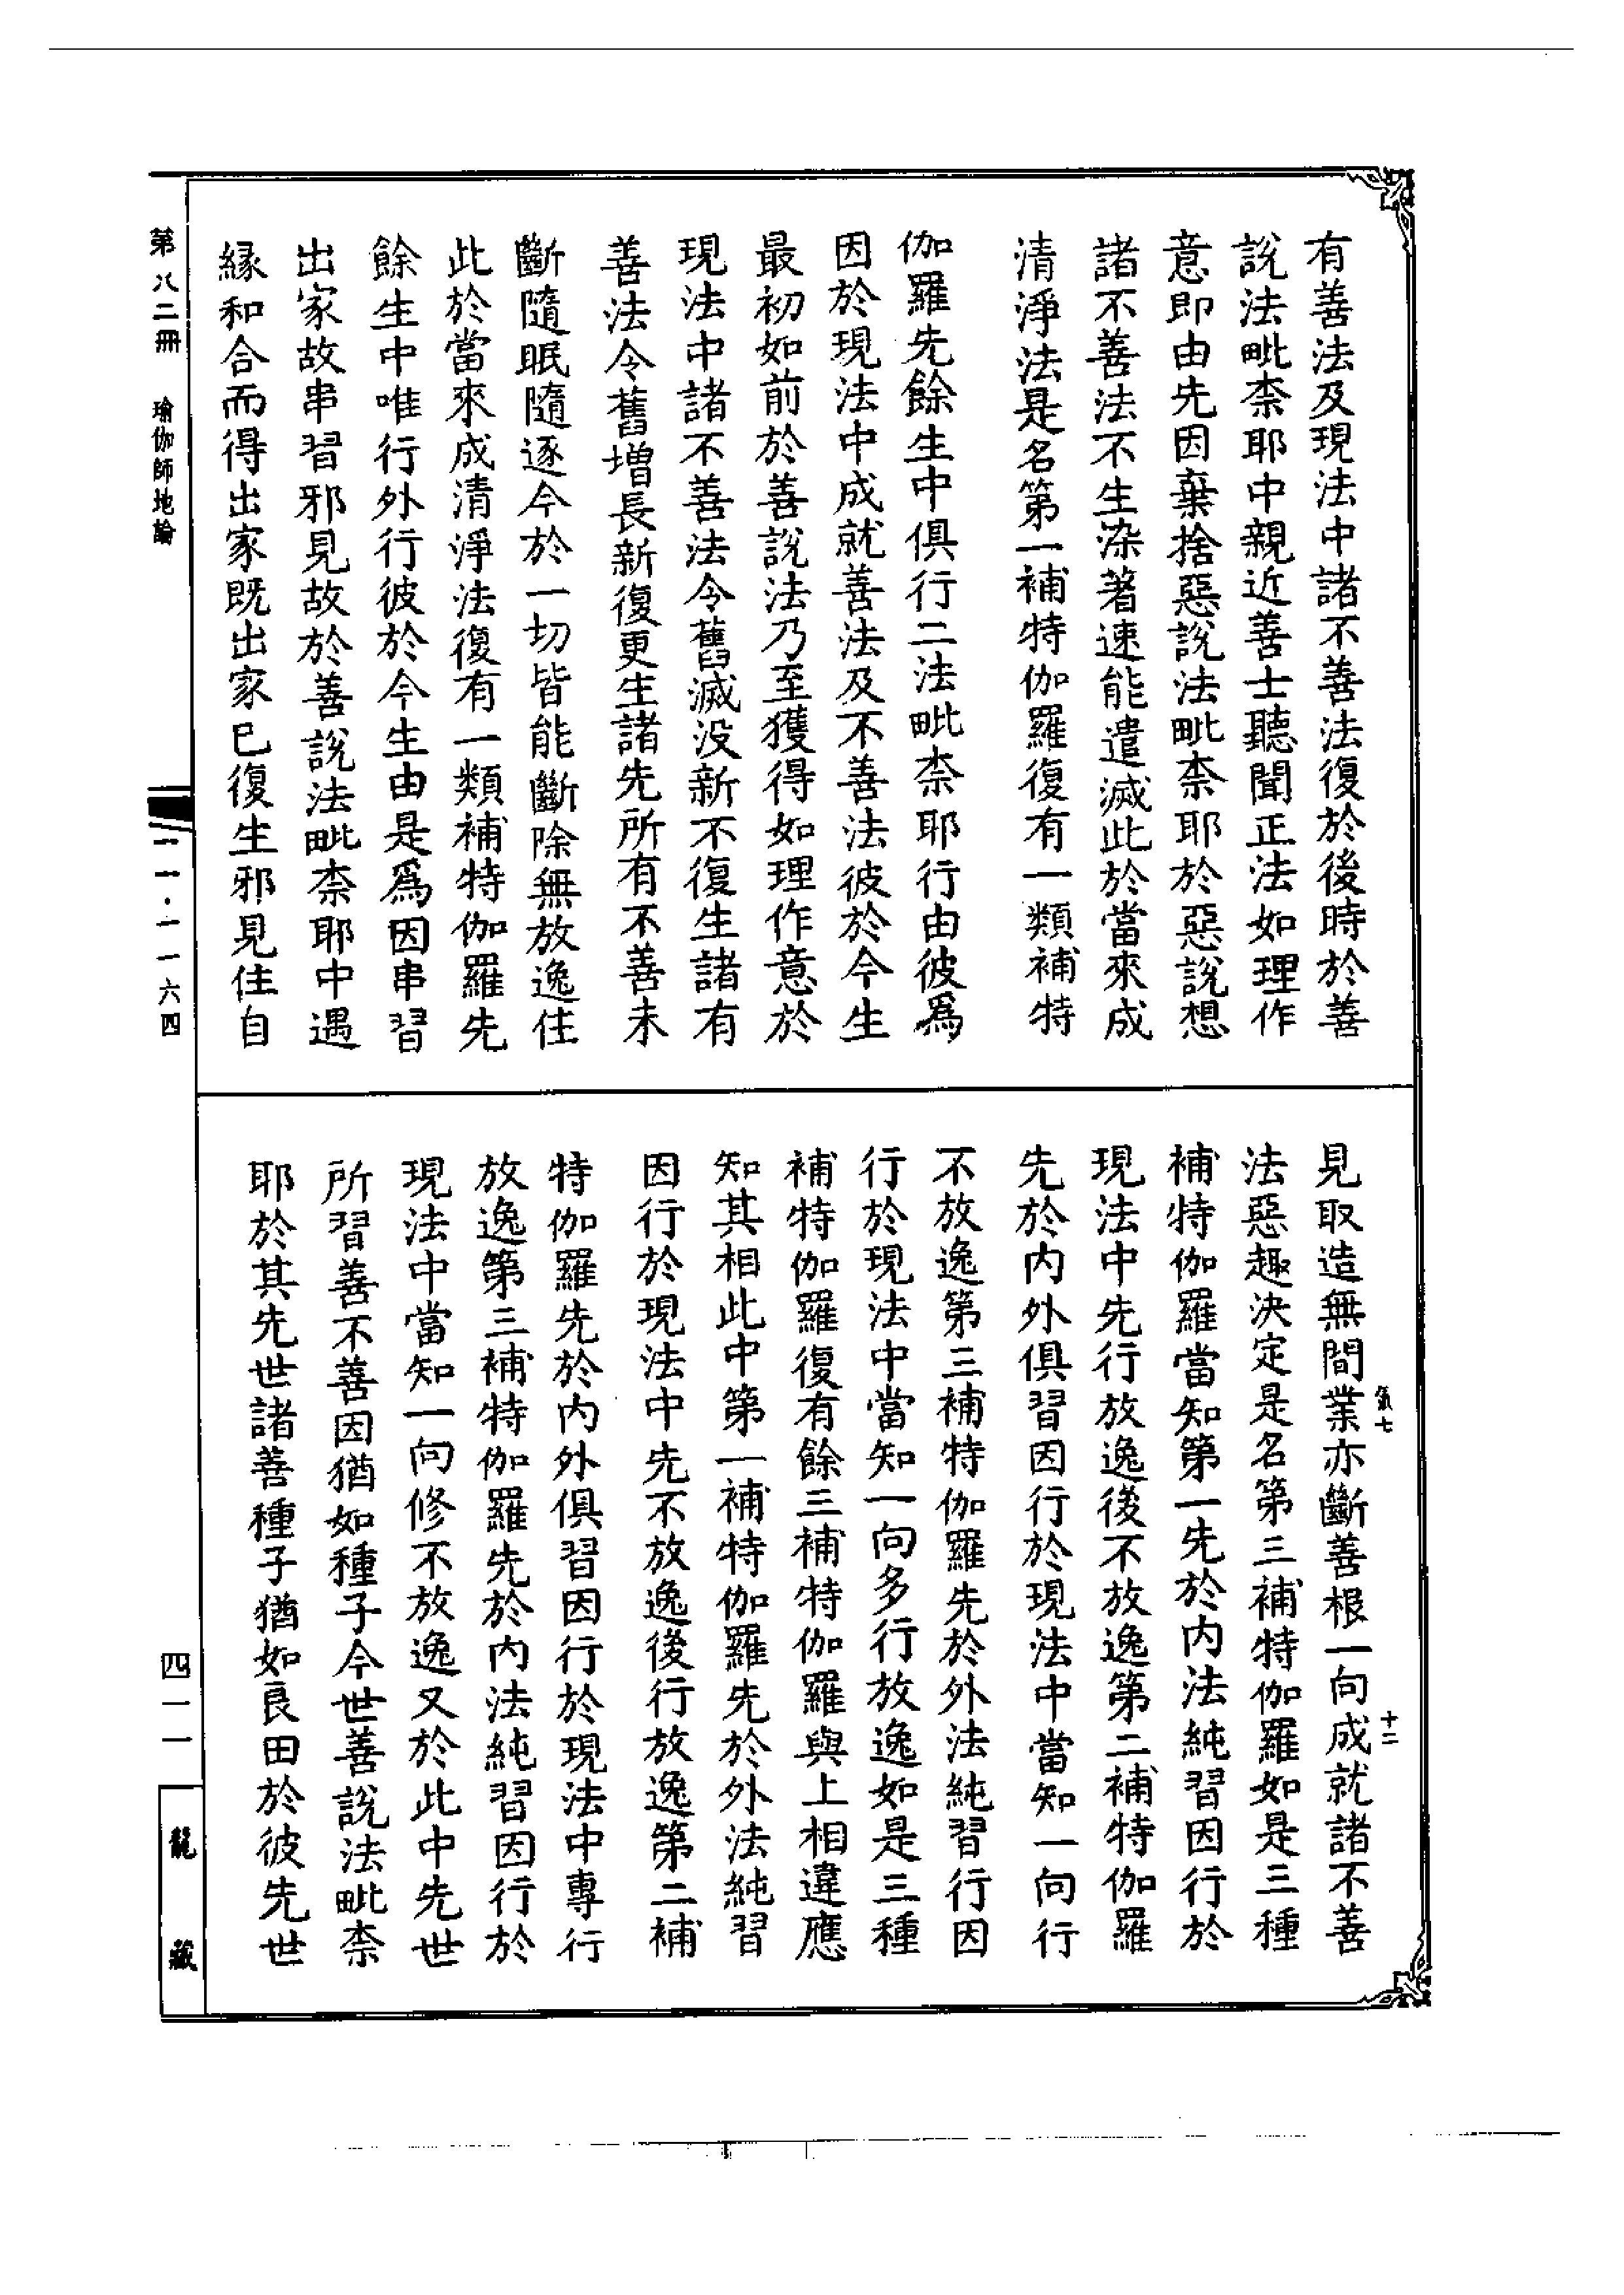 有善法及現法中諸不善法復於後時於善
說法毗柰耶中親近善士聽聞正法如理作
意即由先因棄捨惡說法毗柰耶於惡說想
諸不善法不生染著速能遣滅此於當來成
清淨法是名第一補特伽羅復有一類補特
伽羅先餘生中俱行二法毗柰耶行由彼爲
因於現法中成就善法及不善法彼於今生
最初如前於善說法乃至獲得如理作意於
現法中諸不善法令舊滅没新不復生諸有
善法令舊增長新復更生諸先所有不善未
斷隨眠隨逐今於一切皆能斷除無放逸住
此於當來成清淨法復有一類補特伽羅先
餘生中唯行外行彼於今生由是爲因串習
出家故串習邪見故於善說法毗柰耶中遇
緣和合而得出家既出家已復生邪見住自
見取造無間業亦斷善根一向成就諸不善
法惡趣決定是名第三補特伽羅如是三種
補特伽羅當知第一先於内法純習因行於
現法中先行放逸後不放逸第二補特伽羅
先於内外俱習因行於現法中當知一向行
不放逸第三補特伽羅先於外法純習行因
行於現法中當知一向多行放逸如是三種
補特伽羅復有餘三補特伽羅與上相違應
知其相此中第一補特伽羅先於外法純習
因行於現法中先不放逸後行放逸第二補
特伽羅先於内外俱習因行於現法中專行
放逸第三補特伽羅先於内法純習因行於
現法中當知一向修不放逸又於此中先世
所習善不善因猶如種子今世善說法毗柰
耶於其先世諸善種子猶如良田於彼先世
氣七
十三
第八二冊　瑜伽師地論
一一·一一六四
四一一
龍藏